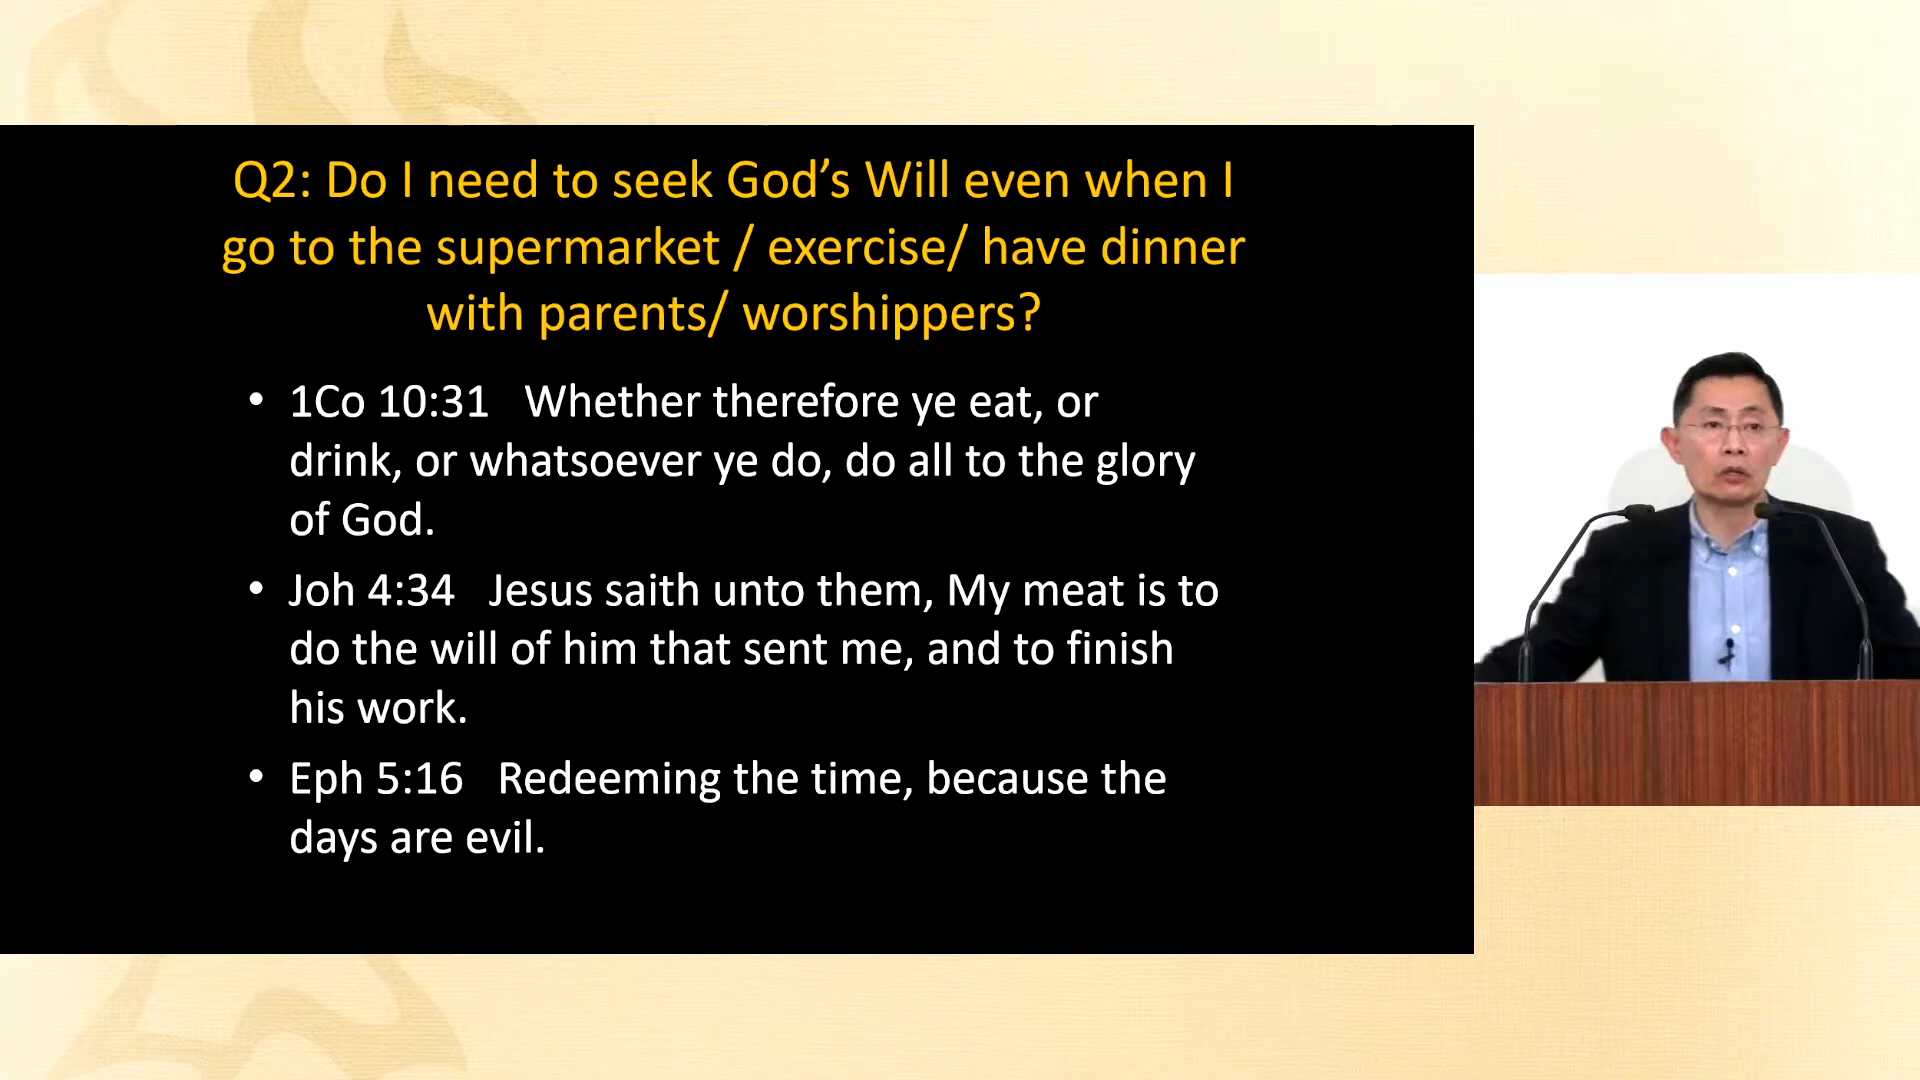 Q2: Do I need to seek God’s Will even when I
go to the supermarket / exercise/ have dinner
with parents/ worshippers?
• 1Co 10:31   Whether therefore ye eat, or
drink, or whatsoever ye do, do all to the glory
of God.
• Joh 4:34   Jesus saith unto them, My meat is to
do the will of him that sent me, and to finish
his work.
• Eph 5:16   Redeeming the time, because the
days are evil.